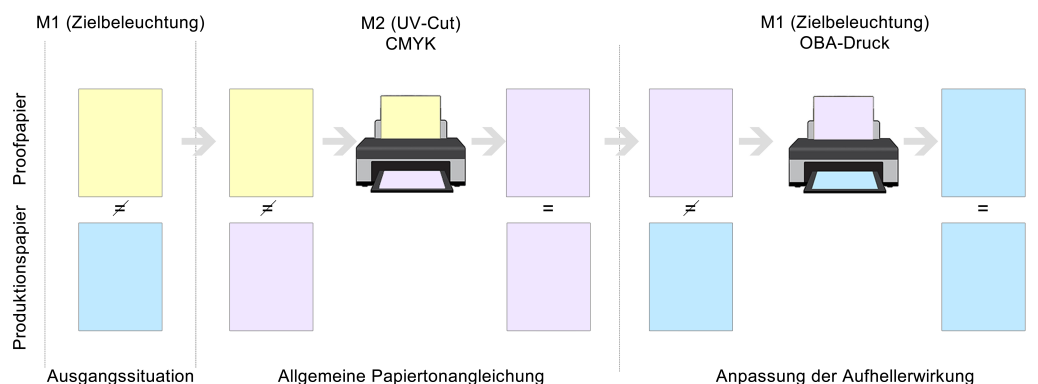 M1 (Zielbeleuchtung)
M2 (UV-Cut)
CMYK
M1 (Zielbeleuchtung)
OBA-Druck
Proofpapier
≠
≠
=
≠
=
Produktionspapier
Ausgangssituation
Allgemeine Papiertonangleichung
Anpassung der Aufhellerwirkung